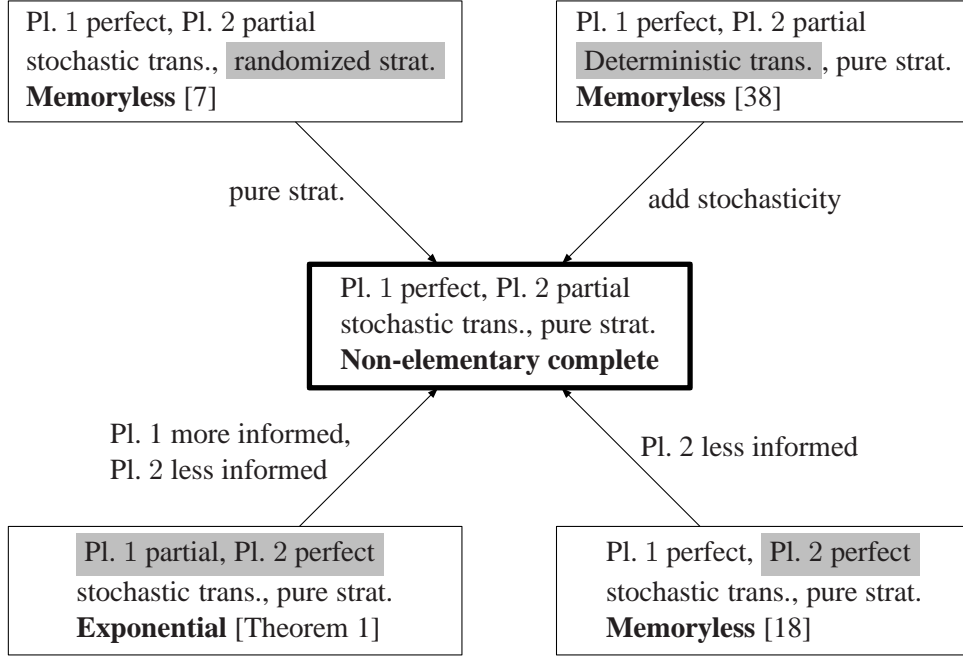 Pl. 1 perfect, Pl. 2 partial
stochastic trans., randomized strat.
Memoryless [7]
Pl. 1 perfect, Pl. 2 partial
Deterministic trans. , pure strat.
Memoryless [38]
pure strat.
add stochasticity
Pl. 1 perfect, Pl. 2 partial
stochastic trans., pure strat.
Non-elementary complete
Pl. 1 more informed,
Pl. 2 less informed
Pl. 2 less informed
Pl. 1 partial, Pl. 2 perfect
stochastic trans., pure strat.
Exponential [Theorem 1]
Pl. 1 perfect, Pl. 2 perfect
stochastic trans., pure strat.
Memoryless [18]